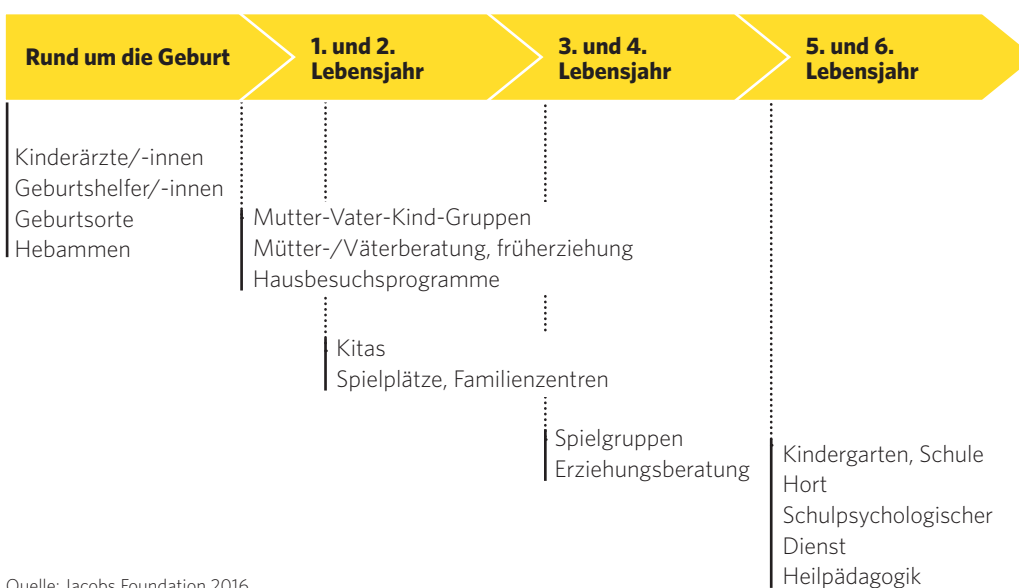 Rund um die Geburt
1. und 2.
Lebensjahr
3. und 4.
Lebensjahr
5. und 6.
Lebensjahr
Kinderärzte/-innen
Geburtshelfer/-innen
Geburtsorte
Hebammen
Mutter-Vater-Kind-Gruppen
Mütter-/Väterberatung, früherziehung
Hausbesuchsprogramme
Kitas
Spielplätze, Familienzentren
Spielgruppen
Erziehungsberatung
Kindergarten, Schule
Hort
Schulpsychologischer
Dienst
Heilpädagogik
Quelle: Jacobs Foundation 2016